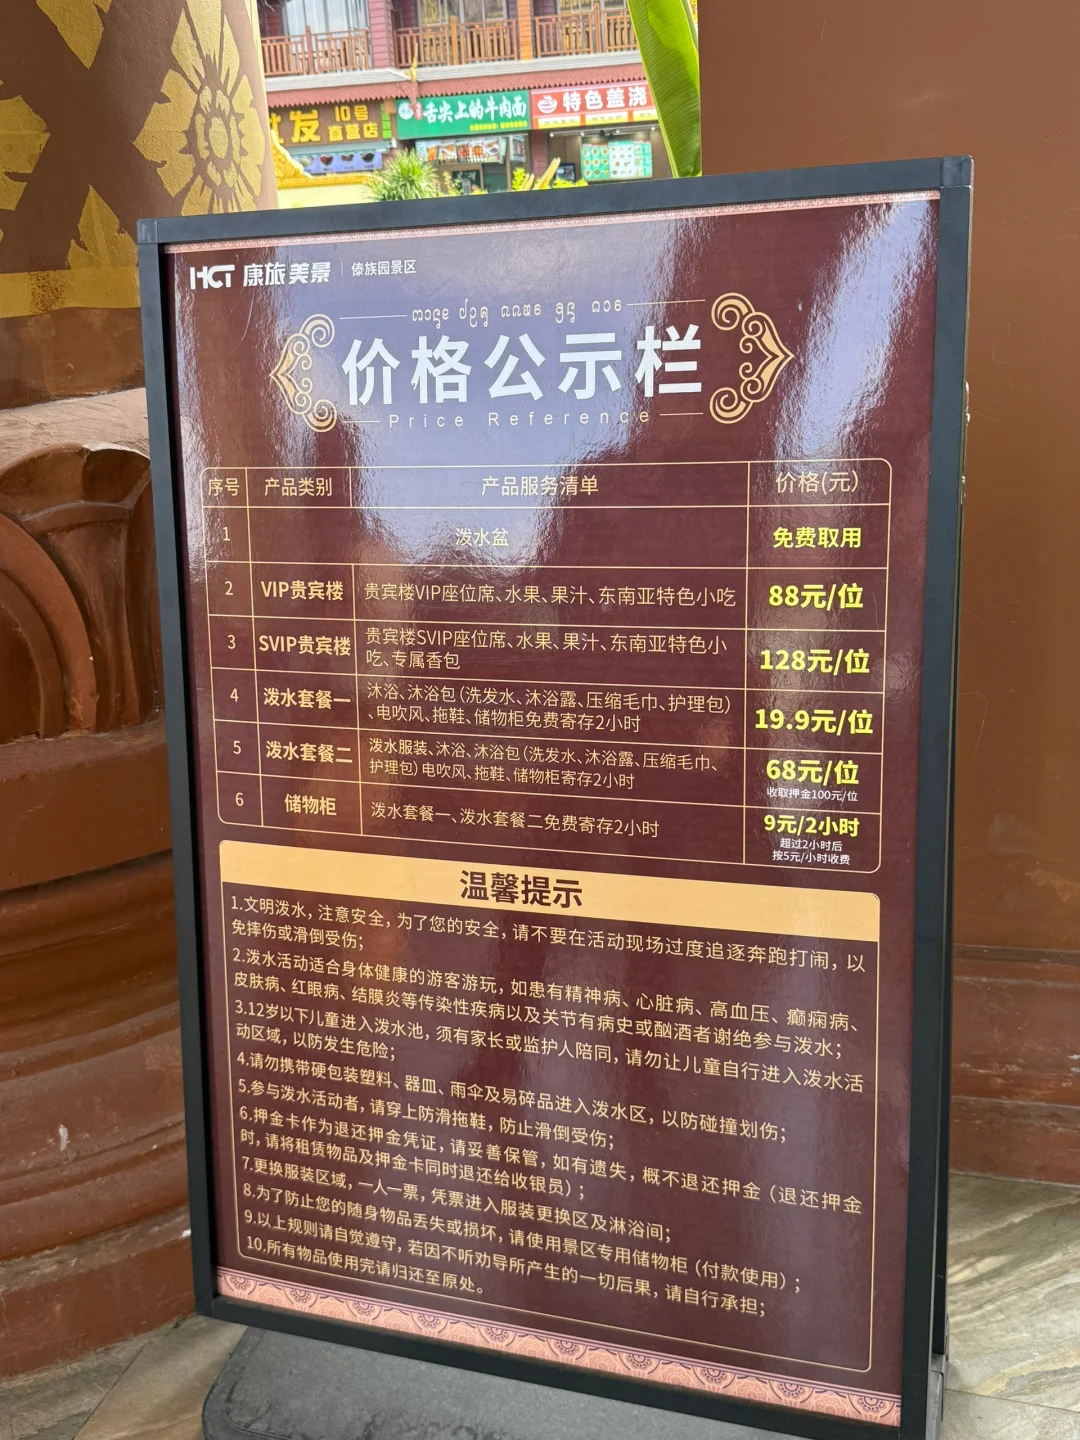 10号
发 直营店
舌尖上的牛肉面
特色盖浇
HCT 康旅美景 | 傣族园景区
价格公示栏
Price Reference
序号 产品类别 产品服务清单 价格(元)
1 泼水盆 免费取用
2 VIP贵宾楼 贵宾楼VIP座位席、水果、果汁、东南亚特色小吃 88元/位
3 SVIP贵宾楼 贵宾楼SVIP座位席、水果、果汁、东南亚特色小
吃、专属香包 128元/位
4 泼水套餐一 沐浴、沐浴包(洗发水、沐浴露、压缩毛巾、护理包)
、电吹风、拖鞋、储物柜免费寄存2小时 19.9元/位
5 泼水套餐二 泼水服装、沐浴、沐浴包(洗发水、沐浴露、压缩毛巾、
护理包)电吹风、拖鞋、储物柜寄存2小时 68元/位
收取押金100元/位
6 储物柜 泼水套餐一、泼水套餐二免费寄存2小时 9元/2小时
超过2小时后
按5元/小时收费
温馨提示
1.文明泼水，注意安全，为了您的安全，请不要在活动现场过度追逐奔跑打闹，以
免摔伤或滑倒受伤；
2.泼水活动适合身体健康的游客游玩，如患有精神病、心脏病、高血压、癫痫病、
皮肤病、红眼病、结膜炎等传染性疾病以及关节有病史或酗酒者谢绝参与泼水；
3.12岁以下儿童进入泼水池，须有家长或监护人陪同，请勿让儿童自行进入泼水活
动区域，以防发生危险；
4.请勿携带硬包装塑料、器皿、雨伞及易碎品进入泼水区，以防碰撞划伤；
5.参与泼水活动者，请穿上防滑拖鞋，防止滑倒受伤；
6.押金卡作为退还押金凭证，请妥善保管，如有遗失，概不退还押金（退还押金
时，请将租赁物品及押金卡同时退还给收银员）；
7.更换服装区域，一人一票，凭票进入服装更换区及淋浴间；
8.为了防止您的随身物品丢失或损坏，请使用景区专用储物柜（付款使用）；
9.以上规则请自觉遵守，若因不听劝导所产生的一切后果，请自行承担；
10.所有物品使用完请归还至原处。